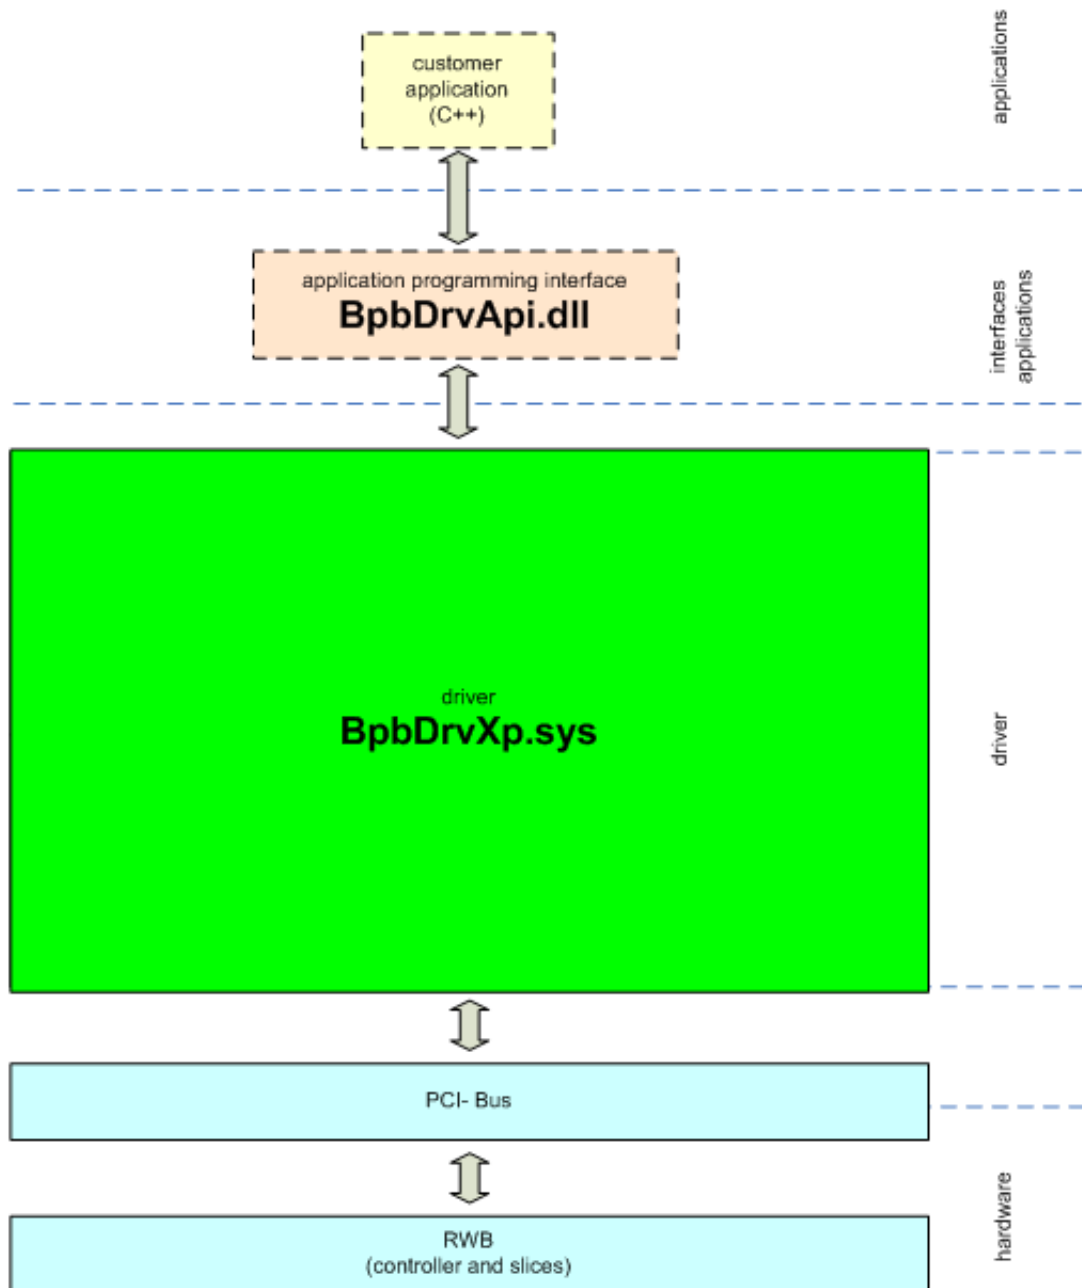 applications
customer
application
(C++)
interfaces
applications
application programming interface
BpbDrvApi.dll
driver
driver
BpbDrvXp.sys
PCI- Bus
hardware
RWB
(controller and slices)